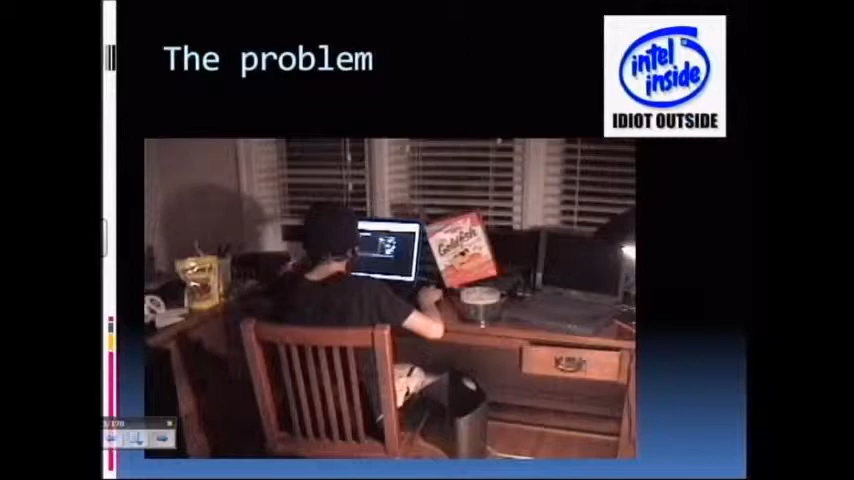 The problem
intel
inside
IDIOT OUTSIDE
Goldfish